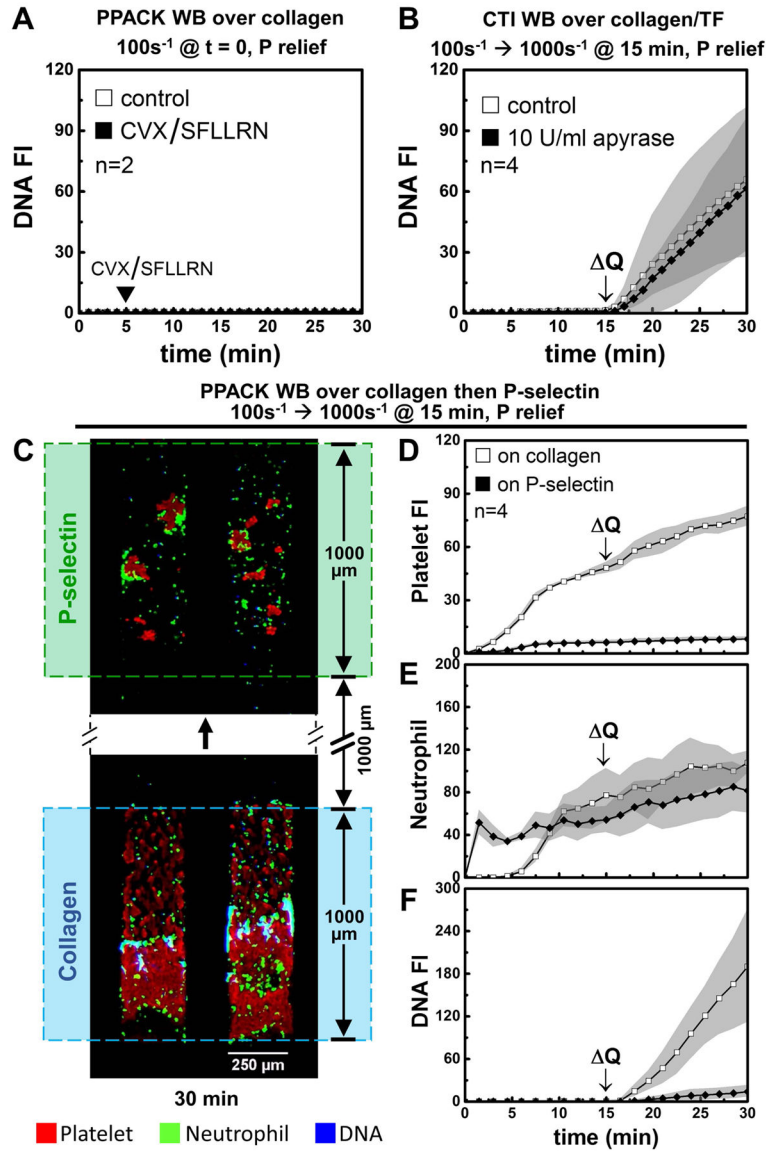 A
PPACK WB over collagen
100s⁻¹ @ t = 0, P relief
DNA FI
120
90
60
30
0
control
CVX/SFLLRN
n=2
CVX/SFLLRN
0 5 10 15 20 25 30
time (min)
B
CTI WB over collagen/TF
100s⁻¹ → 1000s⁻¹ @ 15 min, P relief
DNA FI
120
90
60
30
0
control
10 U/ml apyrase
n=4
ΔQ
0 5 10 15 20 25 30
time (min)
PPACK WB over collagen then P-selectin
100s⁻¹ → 1000s⁻¹ @ 15 min, P relief
C
P-selectin
1000 µm
1000 µm
Collagen
1000 µm
250 µm
30 min
Platelet Neutrophil DNA
D
Platelet FI
120
90
60
30
0
on collagen
on P-selectin
n=4
ΔQ
E
Neutrophil
200
160
120
80
40
0
ΔQ
F
DNA FI
300
240
180
120
60
0
ΔQ
0 5 10 15 20 25 30
time (min)